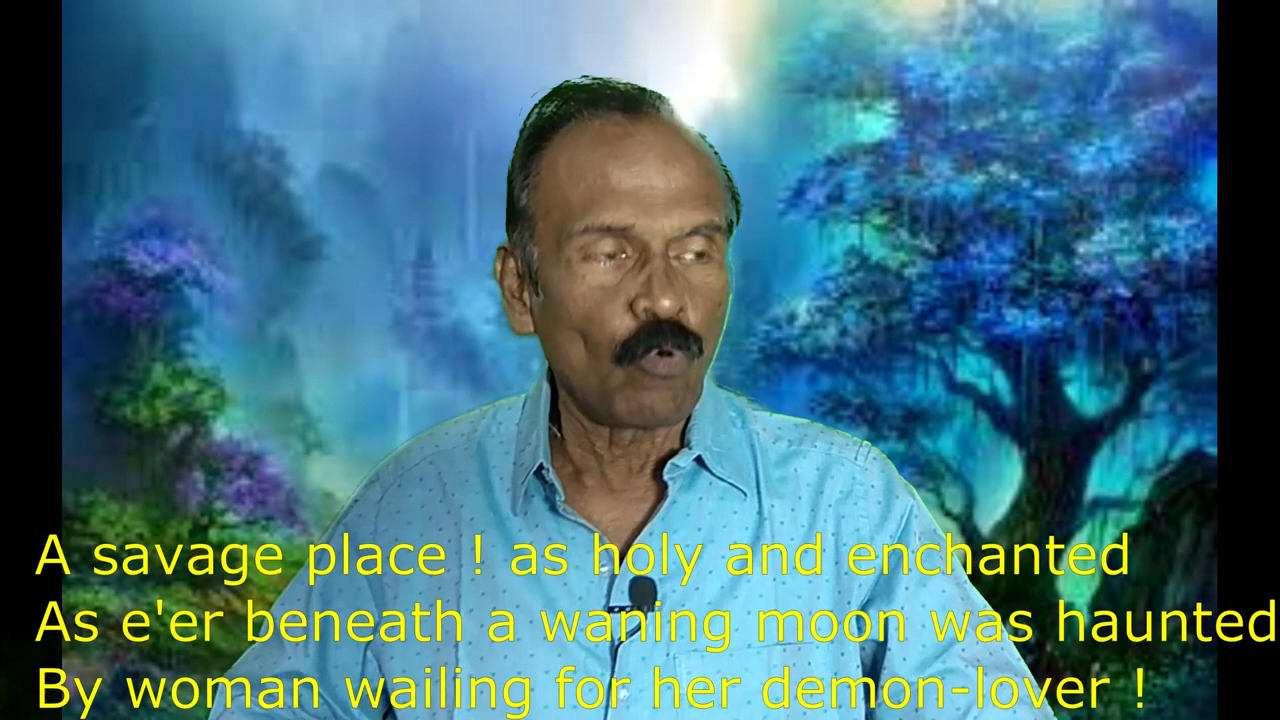 A savage place ! as holy and enchanted
As e'er beneath a waning moon was haunted
By woman wailing for her demon-lover !